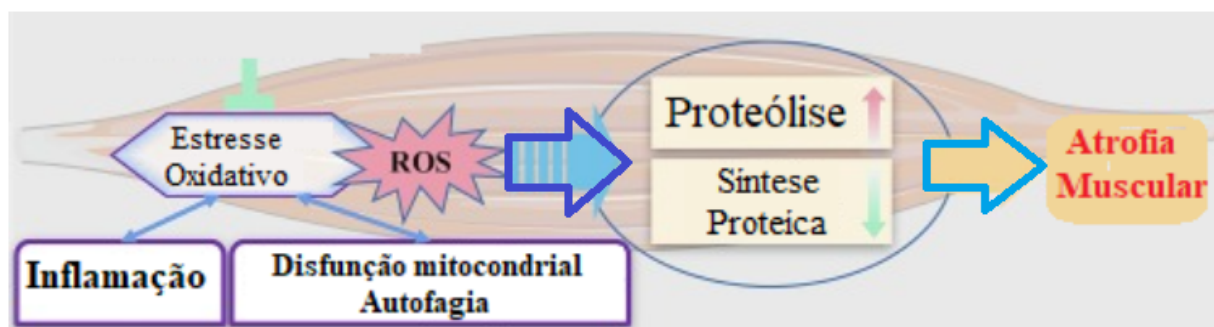 Estresse
Oxidativo
ROS
Proteólise
Síntese
Proteica
Atrofia
Muscular
Inflamação
Disfunção mitocondrial
Autofagia